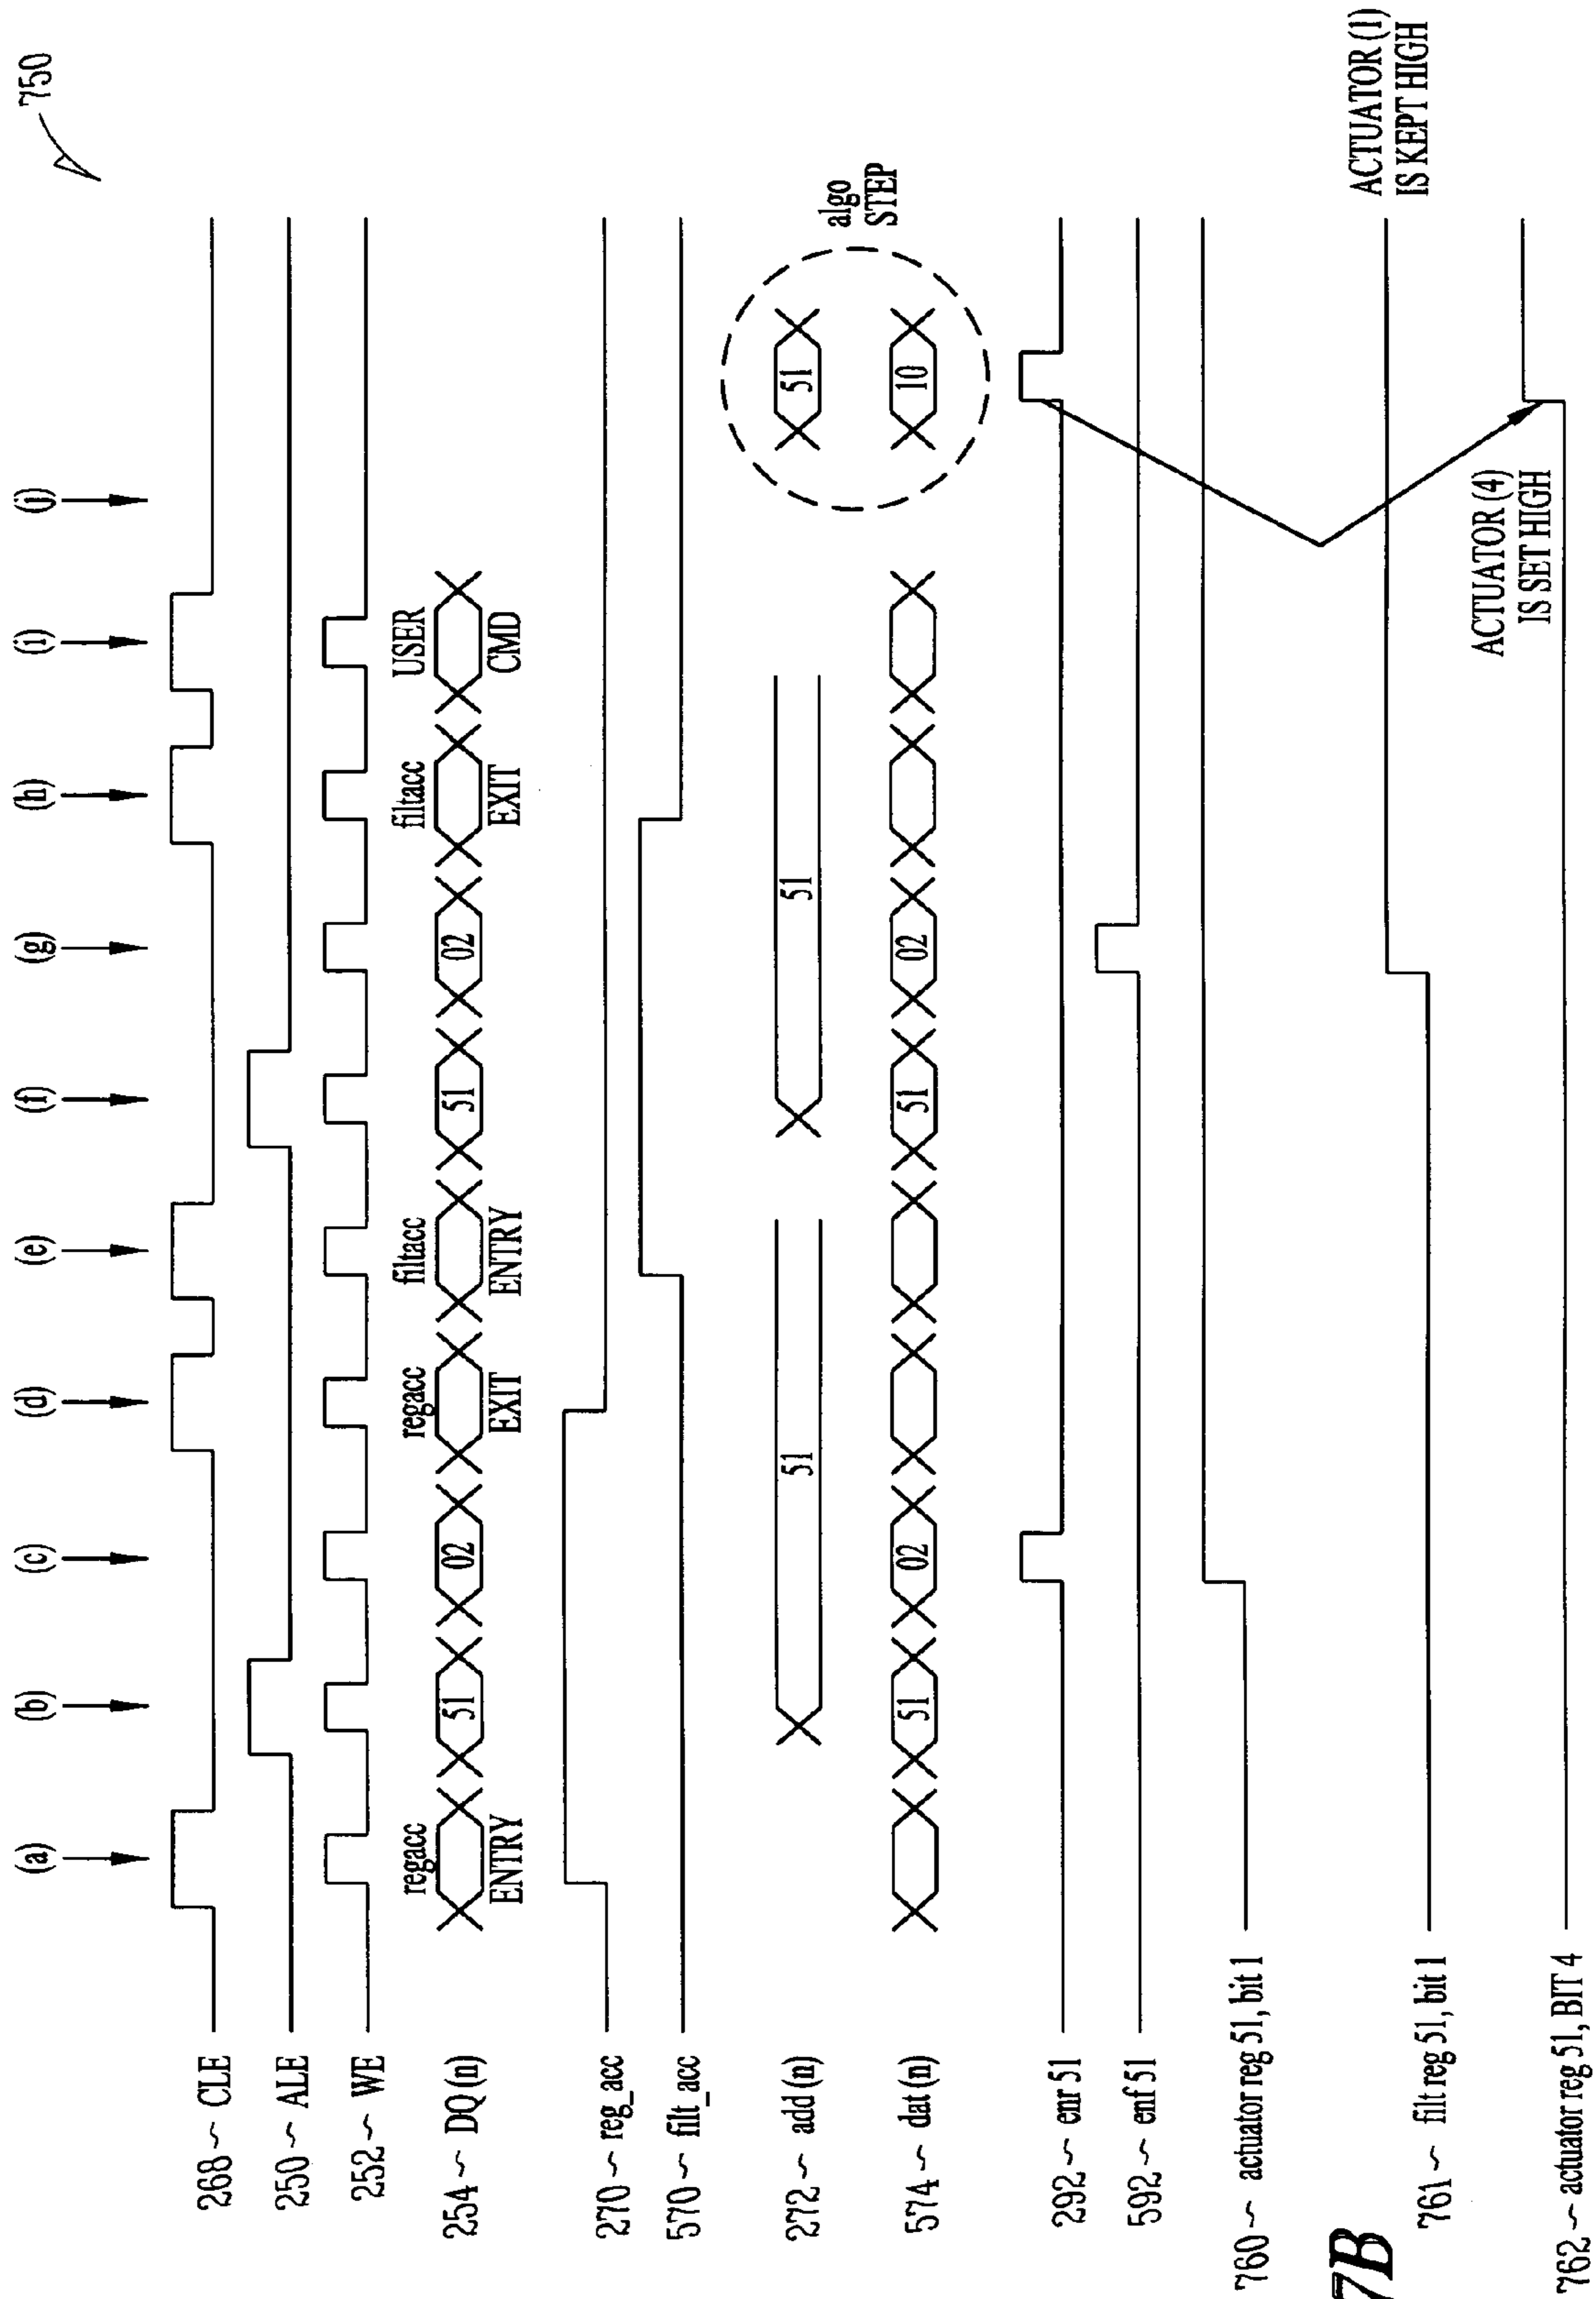 750
(a) (b) (c) (d) (e) (f) (g) (h) (i) (j)
268 ~ CLE
250 ~ ALE
252 ~ WE
regacc regacc filtacc filtacc USER
254 ~ DQ (n) 51 02 51 02
ENTRY EXIT ENTRY EXIT CMD
270 ~ reg_acc
570 ~ filt_acc
algo
STEP
272 ~ add (n) 51 51 51
574 ~ dat (n) 51 02 51 02 10
292 ~ enr 51
592 ~ enf 51
760 ~ actuator reg 51, bit 1
ACTUATOR (1)
IS KEPT HIGH
761 ~ filt reg 51, bit 1
ACTUATOR (4)
IS SET HIGH
762 ~ actuator reg 51, BIT 4
7B